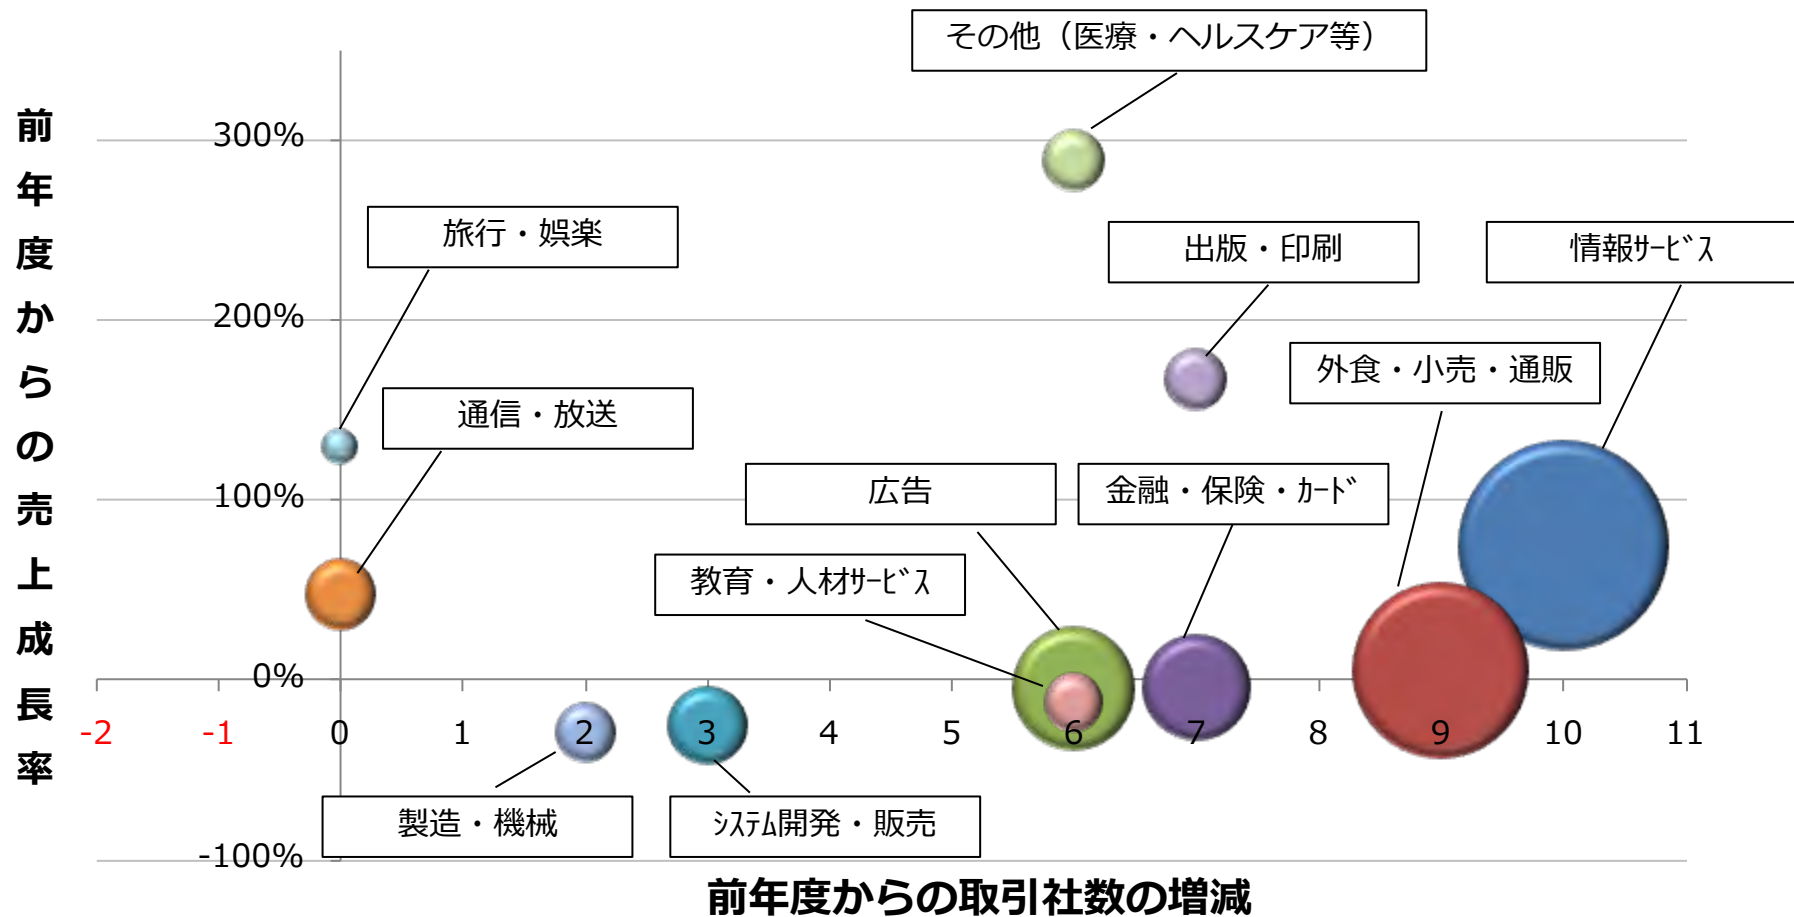 その他（医療・ヘルスケア等）
前年度からの売上成長率
300%
旅行・娯楽
出版・印刷
情報ｻｰﾋﾞｽ
200%
外食・小売・通販
通信・放送
100%
広告
金融・保険・ｶｰﾄﾞ
教育・人材ｻｰﾋﾞｽ
0%
-2
-1
0
1
2
3
4
5
6
7
8
9
10
11
製造・機械
ｼｽﾃﾑ開発・販売
-100%
前年度からの取引社数の増減